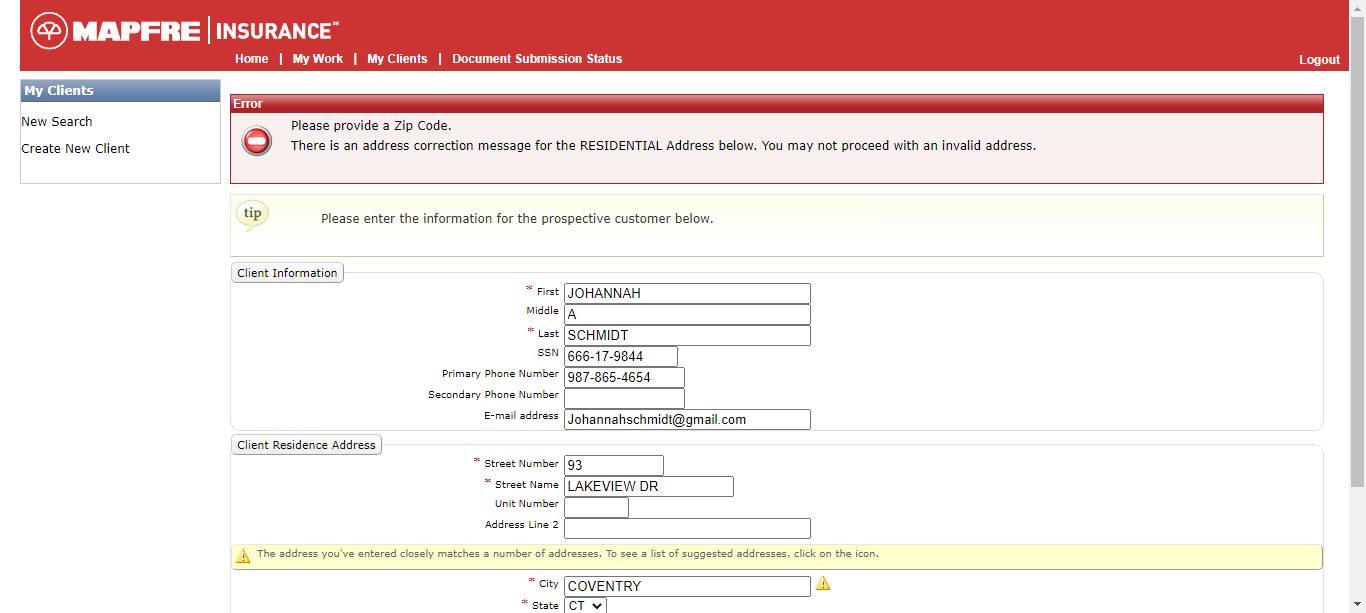 MAPFRE | INSURANCE℠
Home | My Work | My Clients | Document Submission Status
Logout
My Clients
New Search
Create New Client
Error
Please provide a Zip Code.
There is an address correction message for the RESIDENTIAL Address below. You may not proceed with an invalid address.
tip
Please enter the information for the prospective customer below.
Client Information
* First JOHANNAH
Middle A
* Last SCHMIDT
SSN 666-17-9844
Primary Phone Number 987-865-4654
Secondary Phone Number
E-mail address Johannahschmidt@gmail.com
Client Residence Address
* Street Number 93
* Street Name LAKEVIEW DR
Unit Number
Address Line 2
The address you've entered closely matches a number of addresses. To see a list of suggested addresses, click on the icon.
* City COVENTRY
* State CT